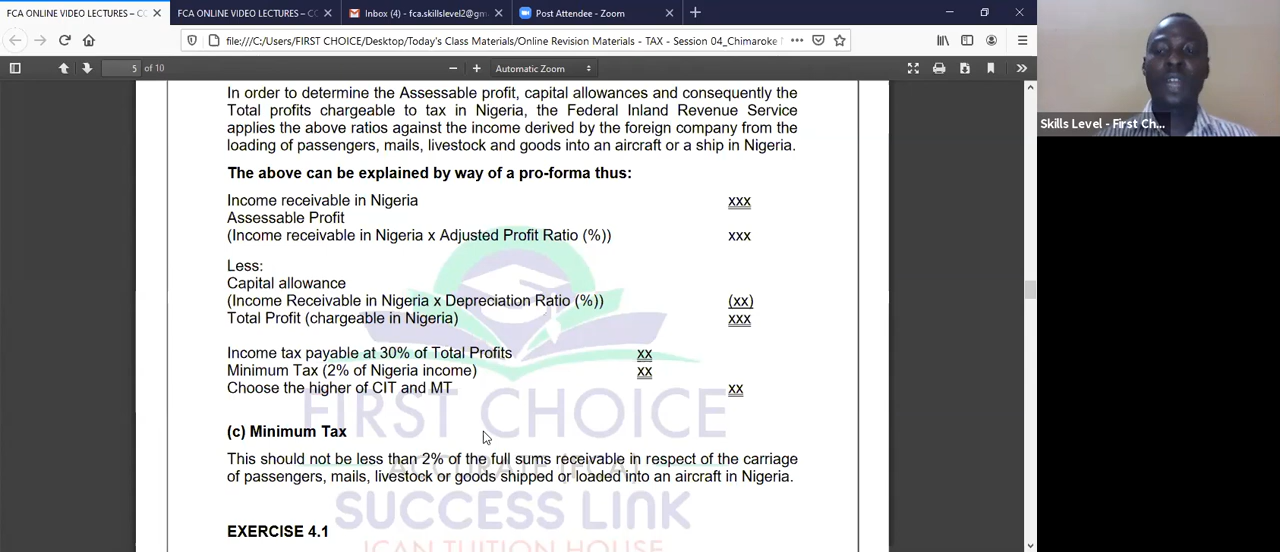 FCA ONLINE VIDEO LECTURES – CC
FCA ONLINE VIDEO LECTURES – CC
Inbox (4) - fca.skillslevel2@gm
Post Attendee - Zoom
file:///C:/Users/FIRST CHOICE/Desktop/Today's Class Materials/Online Revision Materials - TAX - Session 04_Chimaroke
5 of 10
Automatic Zoom
Skills Level - First Ch...
In order to determine the Assessable profit, capital allowances and consequently the
Total profits chargeable to tax in Nigeria, the Federal Inland Revenue Service
applies the above ratios against the income derived by the foreign company from the
loading of passengers, mails, livestock and goods into an aircraft or a ship in Nigeria.
The above can be explained by way of a pro-forma thus:
Income receivable in Nigeria xxx
Assessable Profit
(Income receivable in Nigeria x Adjusted Profit Ratio (%)) xxx
Less:
Capital allowance
(Income Receivable in Nigeria x Depreciation Ratio (%)) (xx)
Total Profit (chargeable in Nigeria) xxx
Income tax payable at 30% of Total Profits xx
Minimum Tax (2% of Nigeria income) xx
Choose the higher of CIT and MT xx
FIRST CHOICE
(c) Minimum Tax
This should not be less than 2% of the full sums receivable in respect of the carriage
ACCURATE (FCA)
of passengers, mails, livestock or goods shipped or loaded into an aircraft in Nigeria.
SUCCESS LINK
EXERCISE 4.1
ICAN TUITION HOUSE